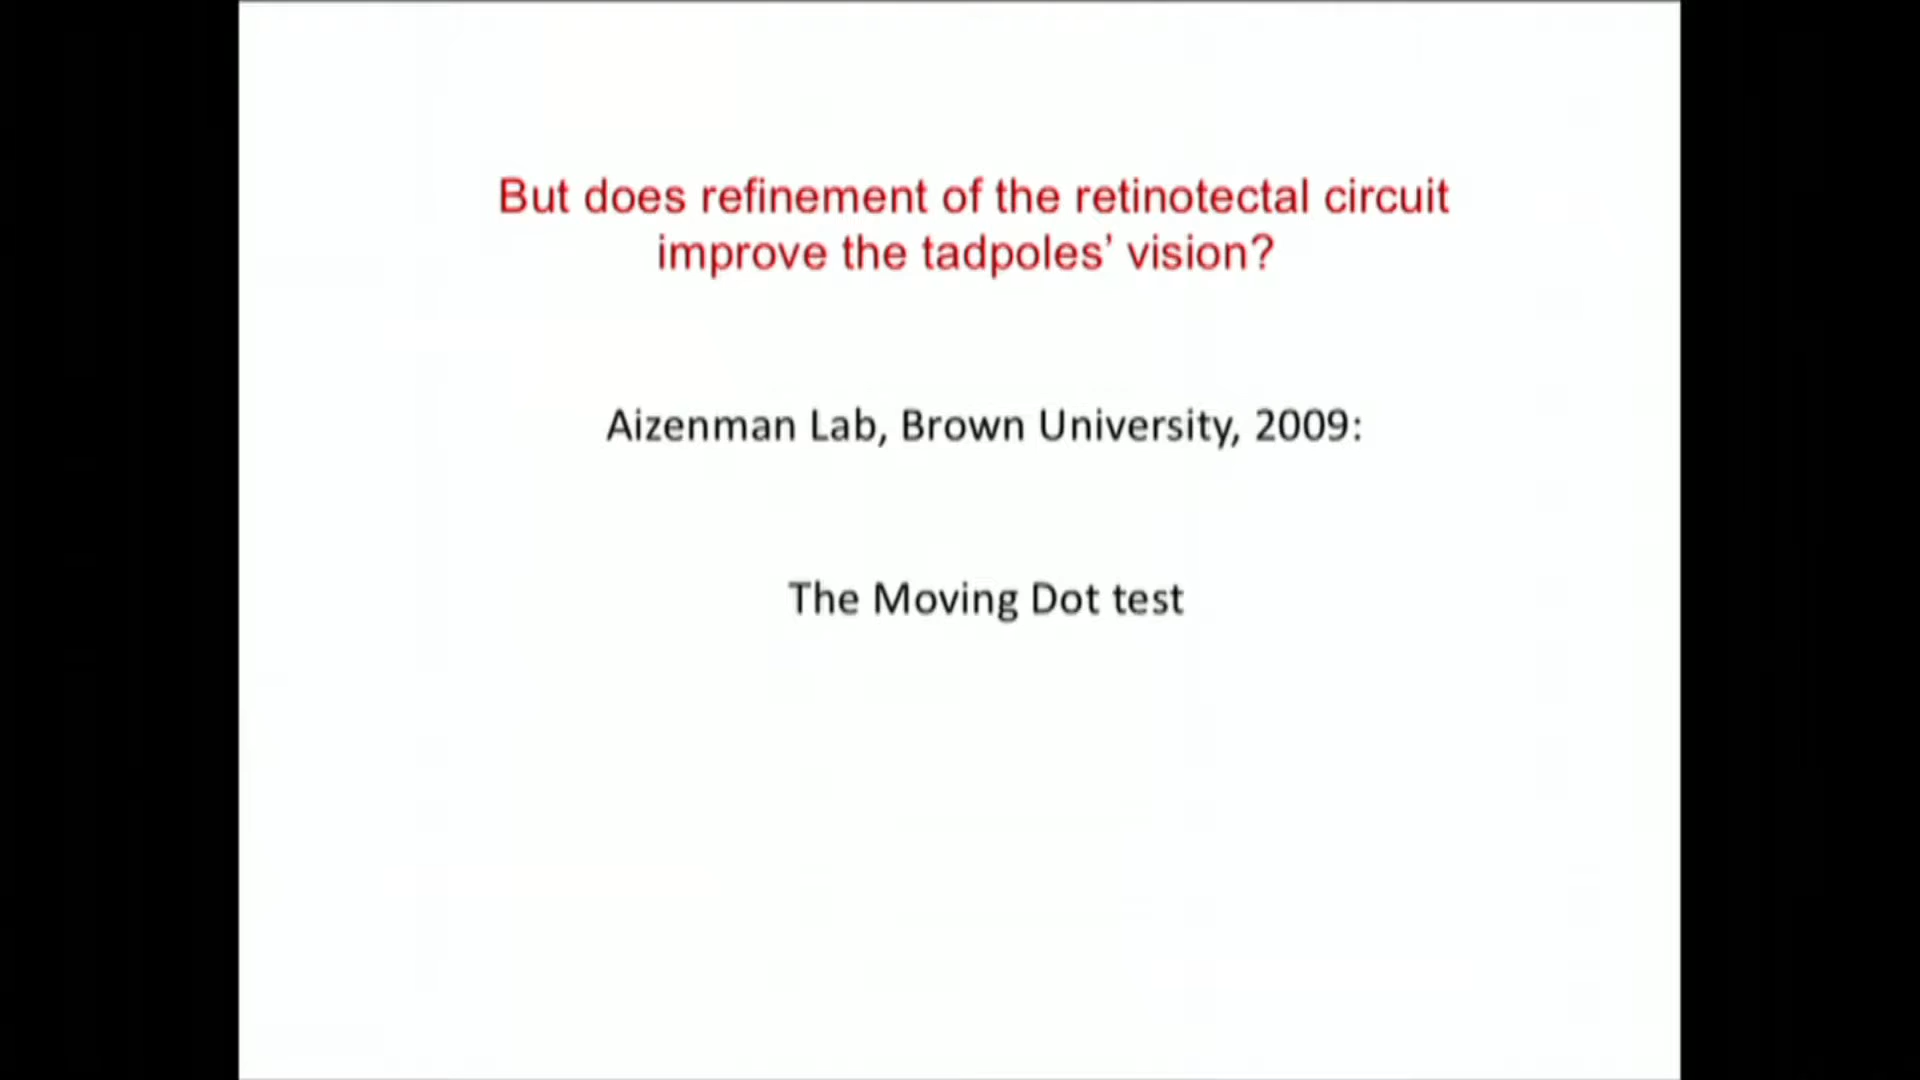 But does refinement of the retinotectal circuit
improve the tadpoles’ vision?
Aizenman Lab, Brown University, 2009:
The Moving Dot test